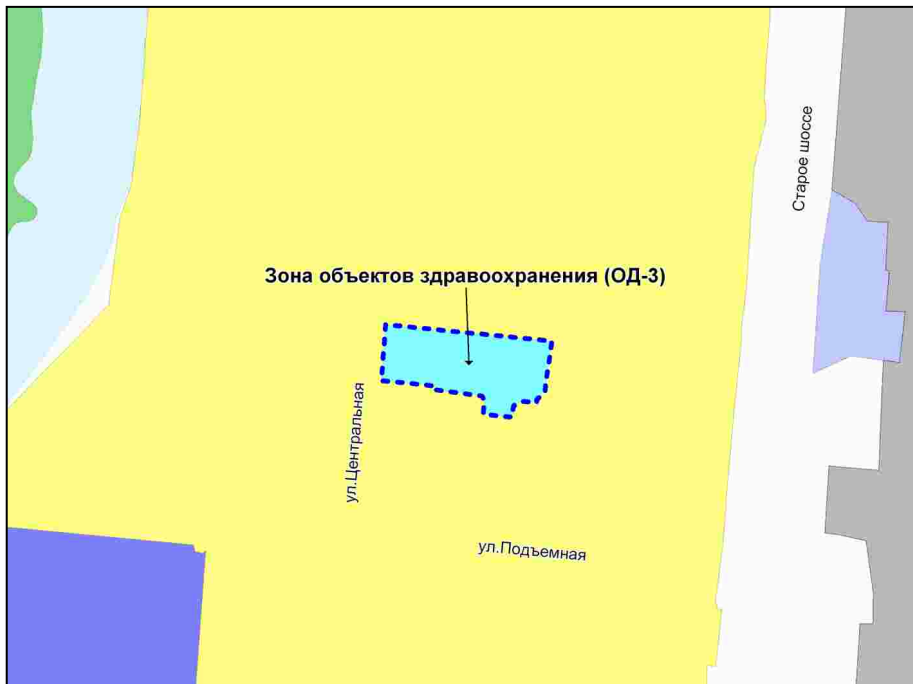 Старое шоссе
Зона объектов здравоохранения (ОД-3)
ул.Центральная
ул.Подъемная